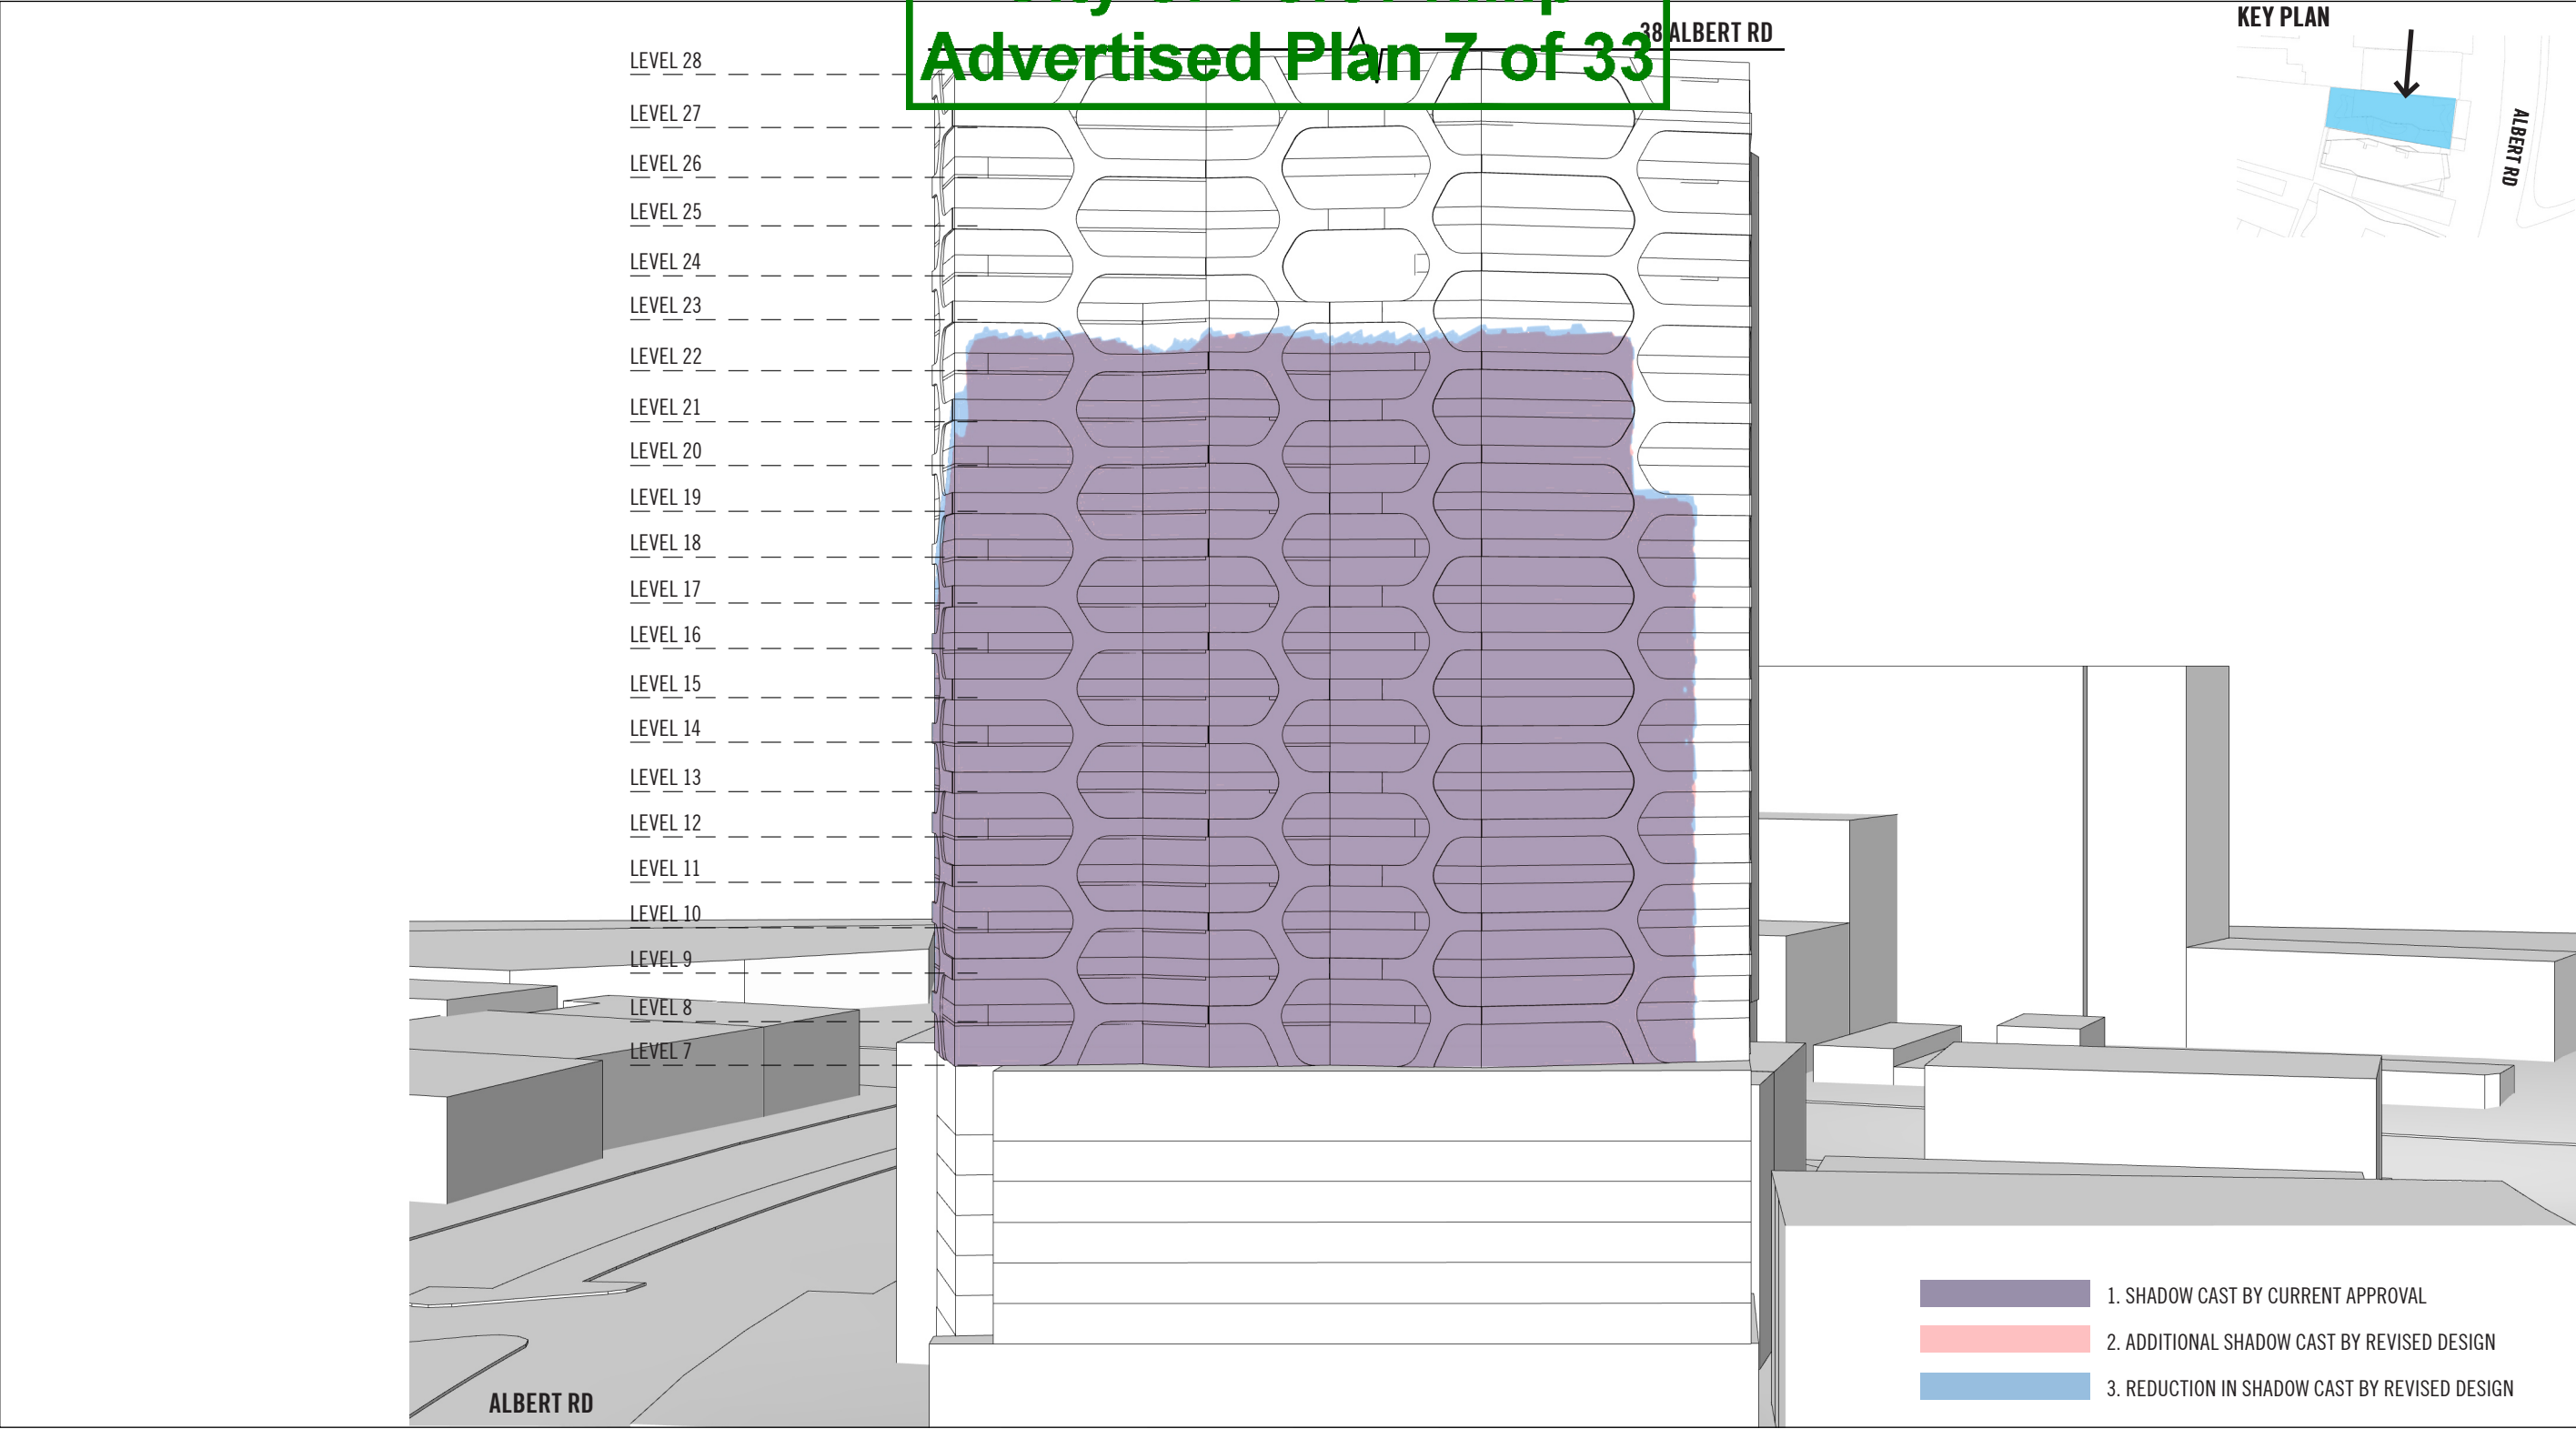 Advertised Plan 7 of 33
38 ALBERT RD
KEY PLAN
ALBERT RD
LEVEL 28
LEVEL 27
LEVEL 26
LEVEL 25
LEVEL 24
LEVEL 23
LEVEL 22
LEVEL 21
LEVEL 20
LEVEL 19
LEVEL 18
LEVEL 17
LEVEL 16
LEVEL 15
LEVEL 14
LEVEL 13
LEVEL 12
LEVEL 11
LEVEL 10
LEVEL 9
LEVEL 8
LEVEL 7
1. SHADOW CAST BY CURRENT APPROVAL
2. ADDITIONAL SHADOW CAST BY REVISED DESIGN
3. REDUCTION IN SHADOW CAST BY REVISED DESIGN
ALBERT RD